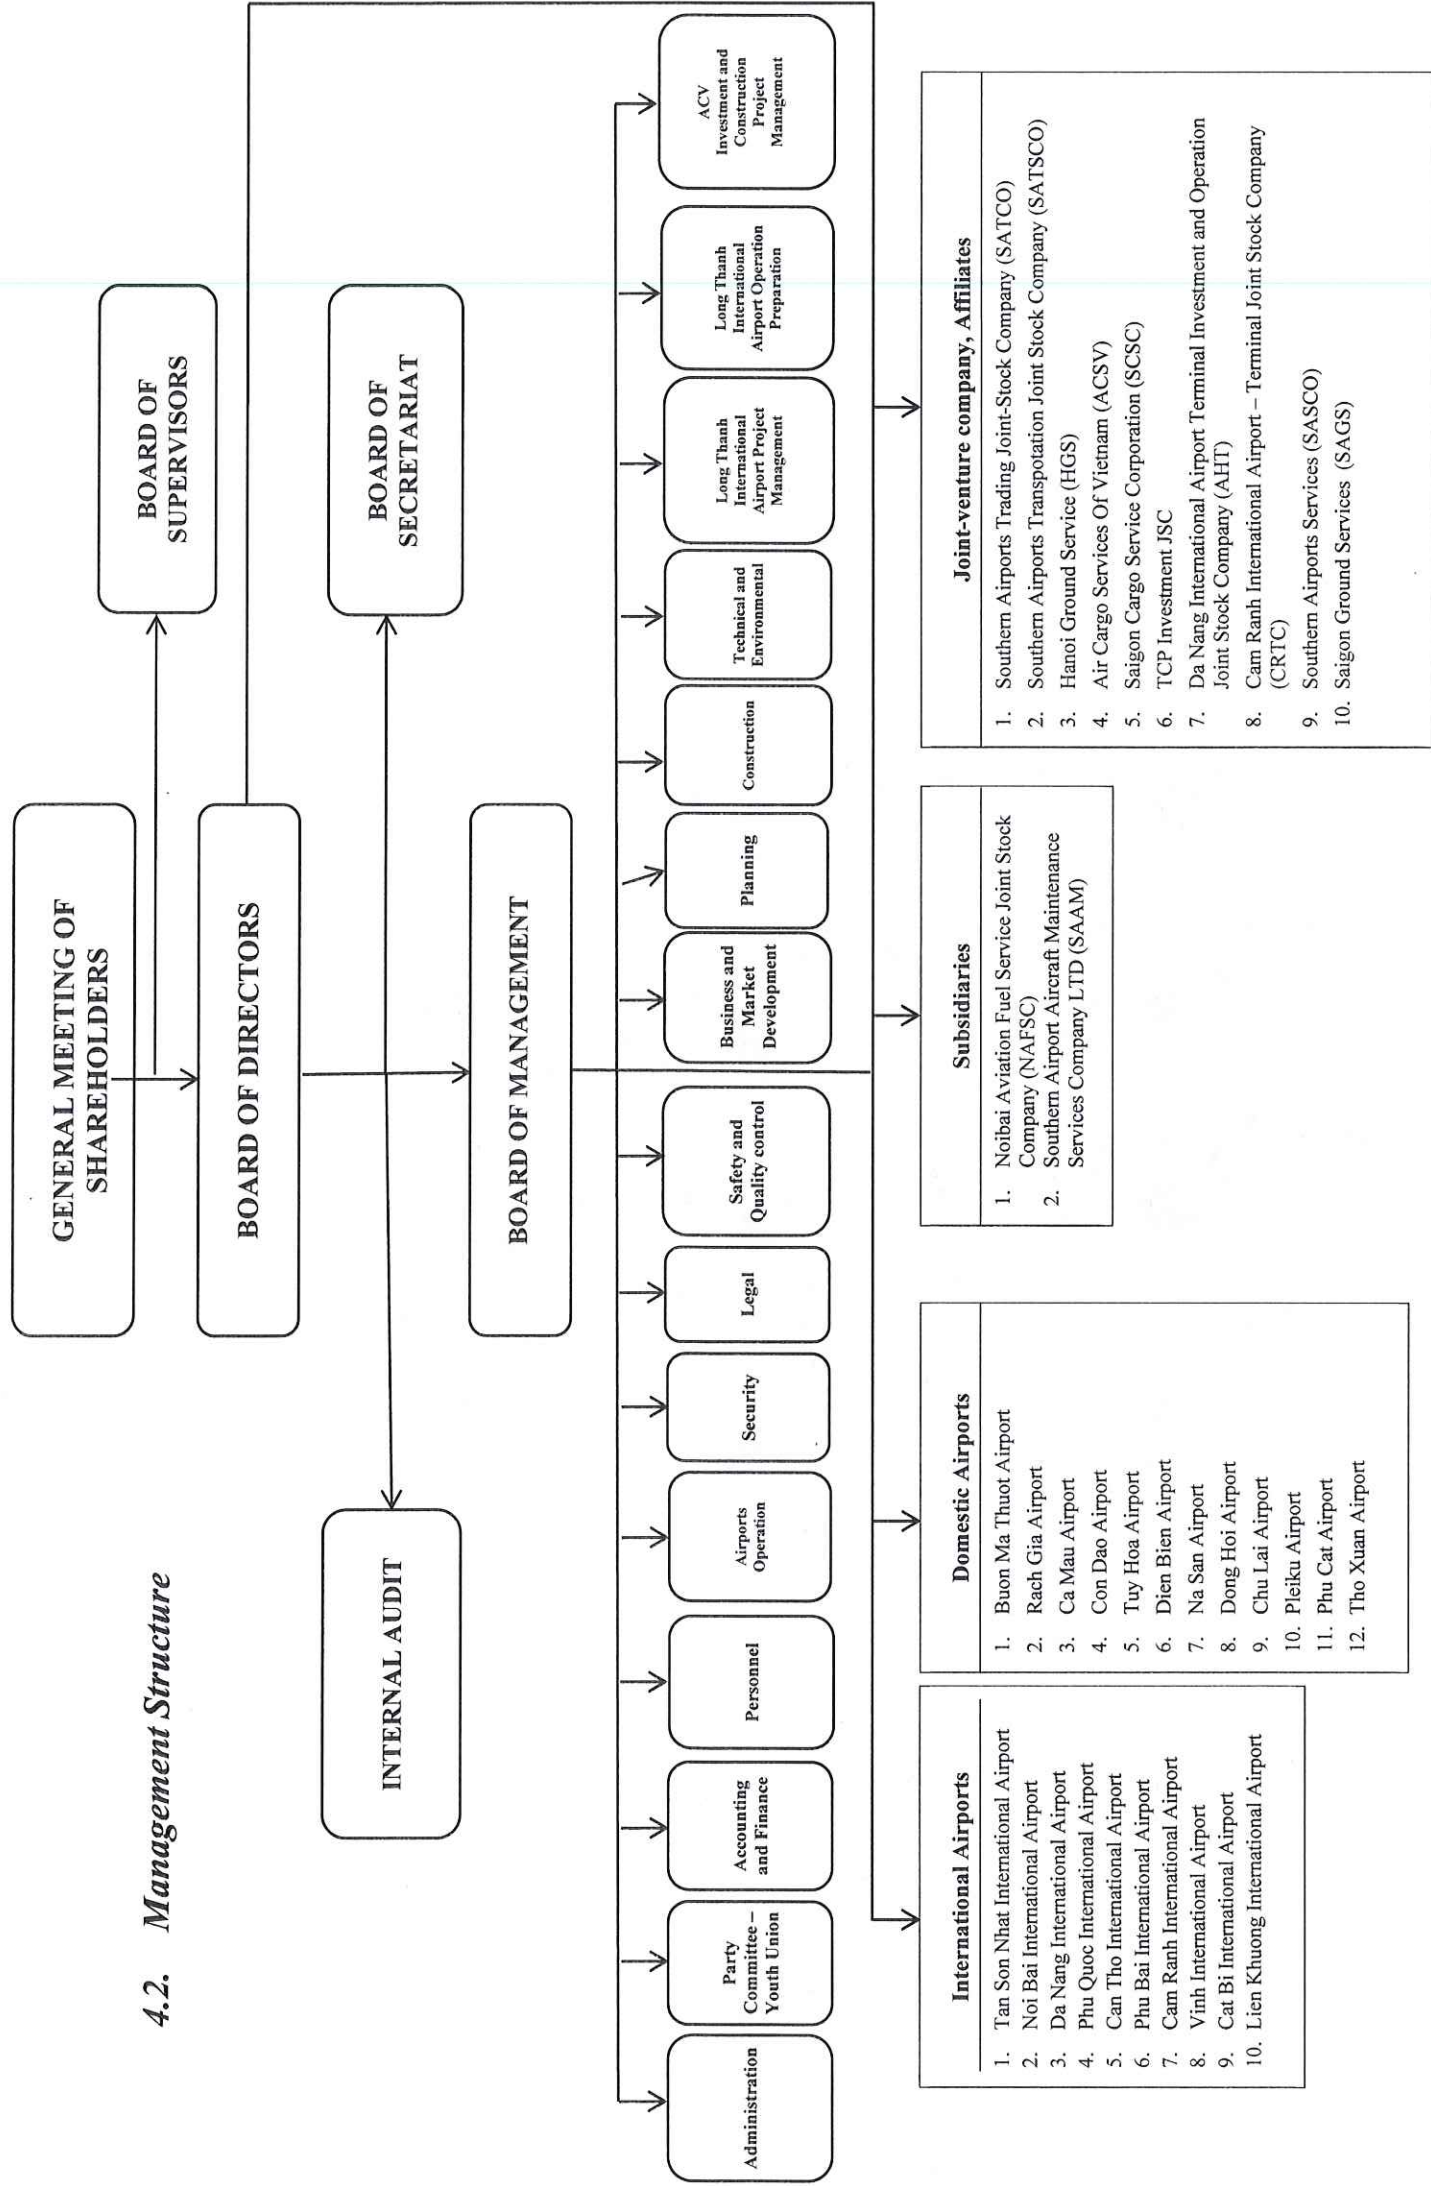 4.2. Management Structure
GENERAL MEETING OF
SHAREHOLDERS
BOARD OF
SUPERVISORS
BOARD OF DIRECTORS
INTERNAL AUDIT
BOARD OF
SECRETARIAT
BOARD OF MANAGEMENT
Administration
Party
Committee –
Youth Union
Accounting
and Finance
Personnel
Airports
Operation
Security
Legal
Safety and
Quality control
Business and
Market
Development
Planning
Construction
Technical and
Environmental
Long Thanh
International
Airport Project
Management
Long Thanh
International
Airport Operation
Preparation
ACV
Investment and
Construction
Project
Management
International Airports
1. Tan Son Nhat International Airport
2. Noi Bai International Airport
3. Da Nang International Airport
4. Phu Quoc International Airport
5. Can Tho International Airport
6. Phu Bai International Airport
7. Cam Ranh International Airport
8. Vinh International Airport
9. Cat Bi International Airport
10. Lien Khuong International Airport
Domestic Airports
1. Buon Ma Thuot Airport
2. Rach Gia Airport
3. Ca Mau Airport
4. Con Dao Airport
5. Tuy Hoa Airport
6. Dien Bien Airport
7. Na San Airport
8. Dong Hoi Airport
9. Chu Lai Airport
10. Pleiku Airport
11. Phu Cat Airport
12. Tho Xuan Airport
Subsidiaries
1. Noibai Aviation Fuel Service Joint Stock
Company (NAFSC)
2. Southern Airport Aircraft Maintenance
Services Company LTD (SAAM)
Joint-venture company, Affiliates
1. Southern Airports Trading Joint-Stock Company (SATCO)
2. Southern Airports Transpotation Joint Stock Company (SATSCO)
3. Hanoi Ground Service (HGS)
4. Air Cargo Services Of Vietnam (ACSV)
5. Saigon Cargo Service Corporation (SCSC)
6. TCP Investment JSC
7. Da Nang International Airport Terminal Investment and Operation
Joint Stock Company (AHT)
8. Cam Ranh International Airport – Terminal Joint Stock Company
(CRTC)
9. Southern Airports Services (SASCO)
10. Saigon Ground Services (SAGS)